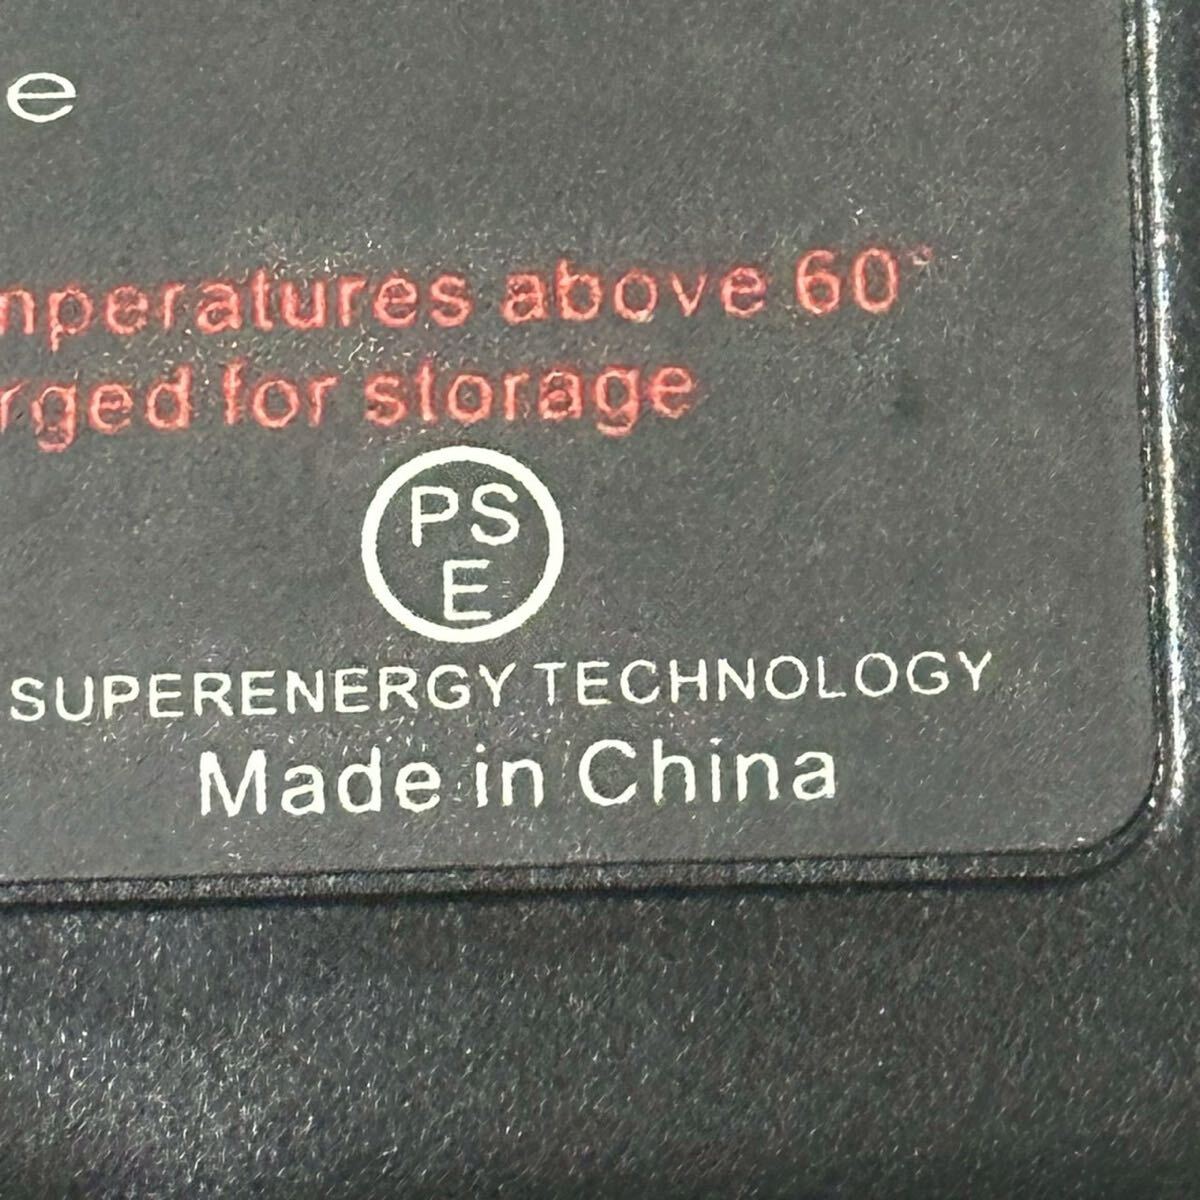 e
mperatures above 60°
rged for storage
PS
E
SUPERENERGY TECHNOLOGY
Made in China